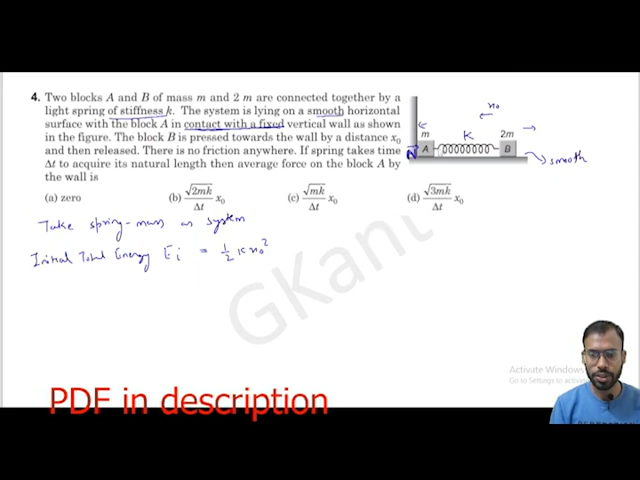 4. Two blocks A and B of mass m and 2 m are connected together by a
light spring of stiffness k. The system is lying on a smooth horizontal
surface with the block A in contact with a fixed vertical wall as shown
in the figure. The block B is pressed towards the wall by a distance x₀
and then released. There is no friction anywhere. If spring takes time
Δt to acquire its natural length then average force on the block A by
the wall is
(a) zero
(b) √2mk/Δt x₀
(c) √mk/Δt x₀
(d) √3mk/Δt x₀
x₀
m
K
2m
N
A
B
smooth
Take spring-mass as system
Initial Total Energy Ei = 1/2 K x₀²
GKant
Activate Windows
Go to Settings to activate
PDF in description